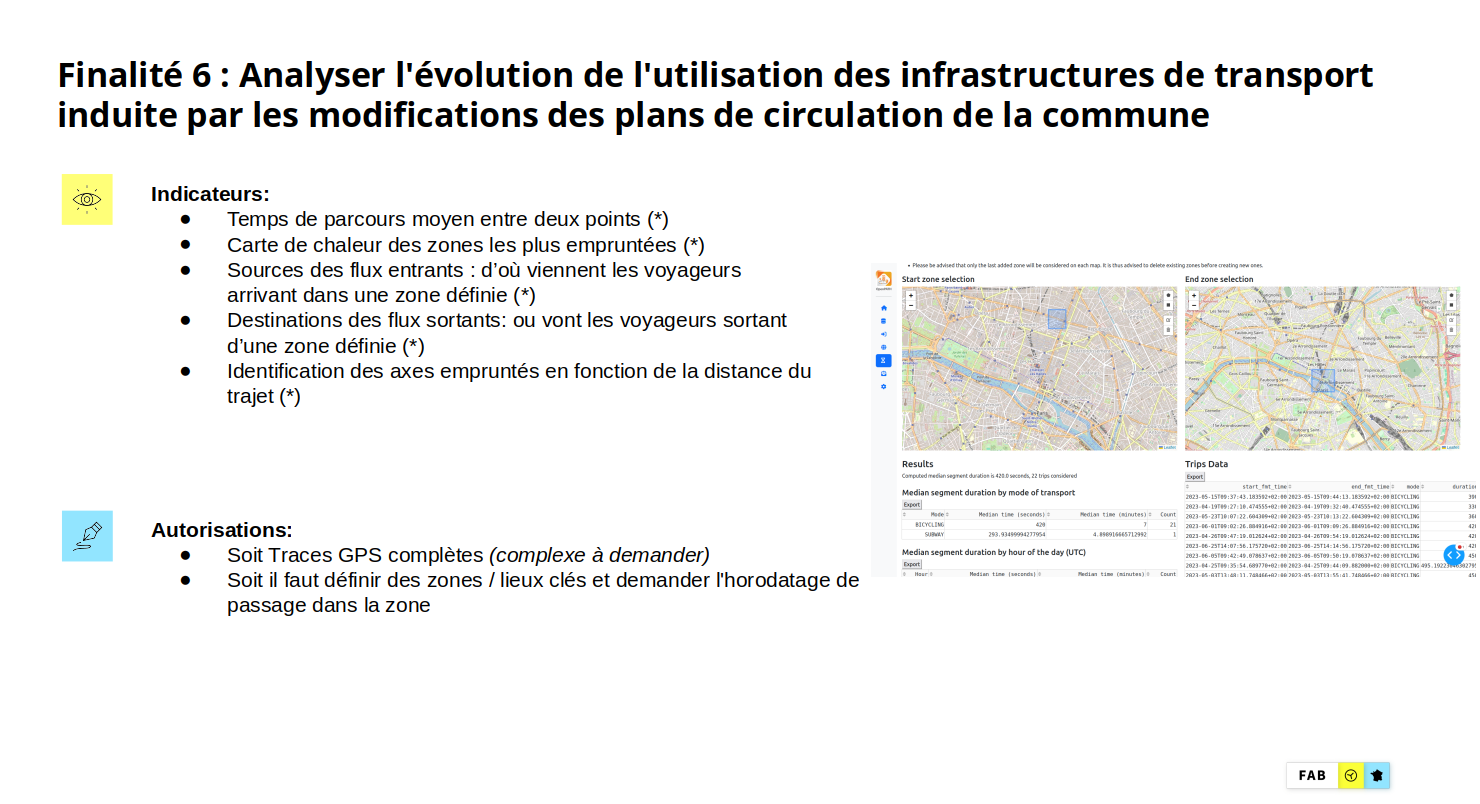 Finalité 6 : Analyser l'évolution de l'utilisation des infrastructures de transport
induite par les modifications des plans de circulation de la commune
Indicateurs:
● Temps de parcours moyen entre deux points (*)
● Carte de chaleur des zones les plus empruntées (*)
● Sources des flux entrants : d’où viennent les voyageurs
arrivant dans une zone définie (*)
● Destinations des flux sortants: ou vont les voyageurs sortant
d’une zone définie (*)
● Identification des axes empruntés en fonction de la distance du
trajet (*)
Autorisations:
● Soit Traces GPS complètes (complexe à demander)
● Soit il faut définir des zones / lieux clés et demander l'horodatage de
passage dans la zone
• Please be advised that only the last added zone will be considered on each map. It is thus advised to delete existing zones before creating new ones.
Start zone selection
End zone selection
Results
Computed median segment duration is 420.0 seconds, 22 trips considered
Median segment duration by mode of transport
Export
Mode Median time (seconds) Median time (minutes) Count
BICYCLING 420 7 21
SUBWAY 293.93499994277954 4.898916665712992 1
Median segment duration by hour of the day (UTC)
Export
Hour Median time (seconds) Median time (minutes) Count
Trips Data
Export
start_fmt_time end_fmt_time mode duratio
2023-05-15T09:37:43.183592+02:00 2023-05-15T09:44:13.183592+02:00 BICYCLING
2023-04-19T09:27:10.474555+02:00 2023-04-19T09:32:40.474555+02:00 BICYCLING
2023-05-23T10:07:22.604309+02:00 2023-05-23T10:13:22.604309+02:00 BICYCLING
2023-06-01T09:02:26.884916+02:00 2023-06-01T09:09:26.884916+02:00 BICYCLING
2023-04-26T09:47:19.012624+02:00 2023-04-26T09:54:19.012624+02:00 BICYCLING
2023-06-25T14:07:56.175720+02:00 2023-06-25T14:14:56.175720+02:00 BICYCLING
2023-06-05T09:42:49.078637+02:00 2023-06-05T09:50:19.078637+02:00 BICYCLING
2023-04-25T09:35:54.689770+02:00 2023-04-25T09:44:09.882000+02:00 BICYCLING
2023-05-03T13:48:11.748466+02:00 2023-05-03T13:55:41.748466+02:00 BICYCLING
FAB